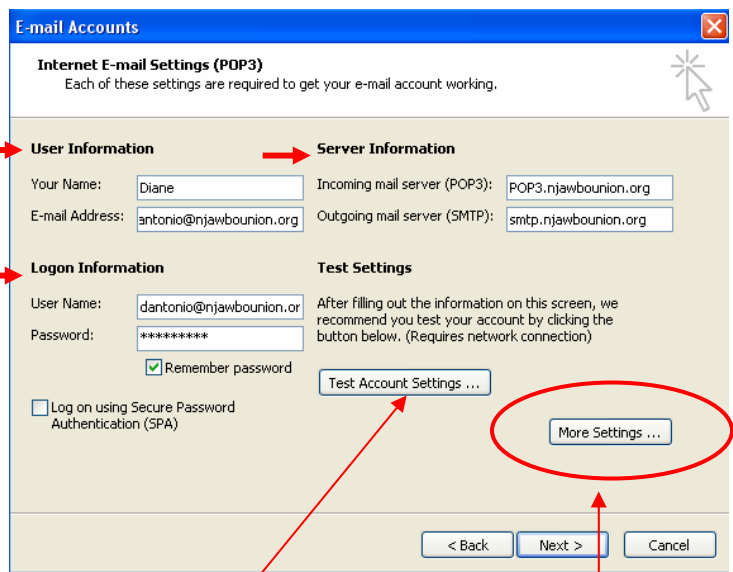 E-mail Accounts
Internet E-mail Settings (POP3)
Each of these settings are required to get your e-mail account working.
User Information
Your Name: Diane
E-mail Address: antonio@njawbounion.org
Server Information
Incoming mail server (POP3): POP3.njawbounion.org
Outgoing mail server (SMTP): smtp.njawbounion.org
Logon Information
User Name: dantonio@njawbounion.or
Password: *********
Remember password
Log on using Secure Password
Authentication (SPA)
Test Settings
After filling out the information on this screen, we
recommend you test your account by clicking the
button below. (Requires network connection)
Test Account Settings ...
More Settings ...
< Back Next > Cancel